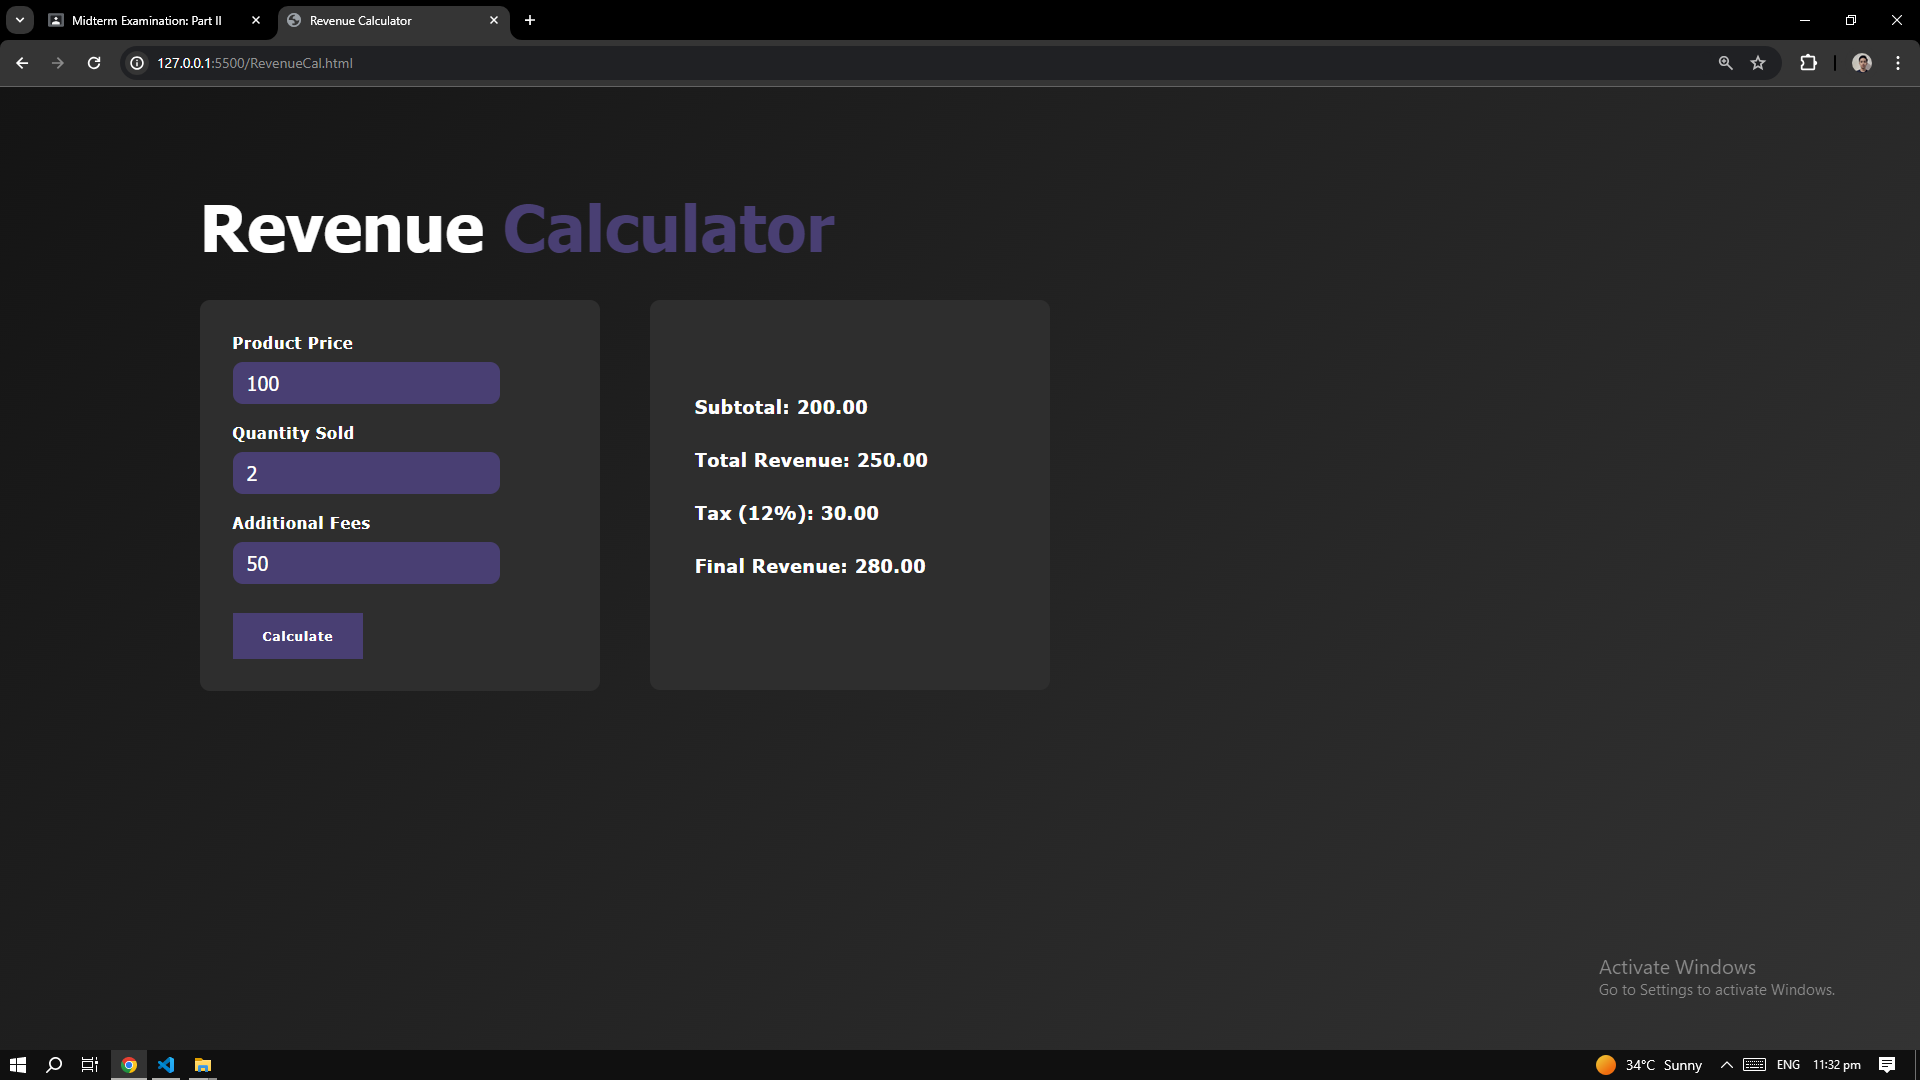 Midterm Examination: Part II
Revenue Calculator
127.0.0.1:5500/RevenueCal.html
Revenue Calculator
Product Price
100
Quantity Sold
2
Additional Fees
50
Calculate
Subtotal: 200.00
Total Revenue: 250.00
Tax (12%): 30.00
Final Revenue: 280.00
Activate Windows
Go to Settings to activate Windows.
34°C Sunny
ENG
11:32 pm